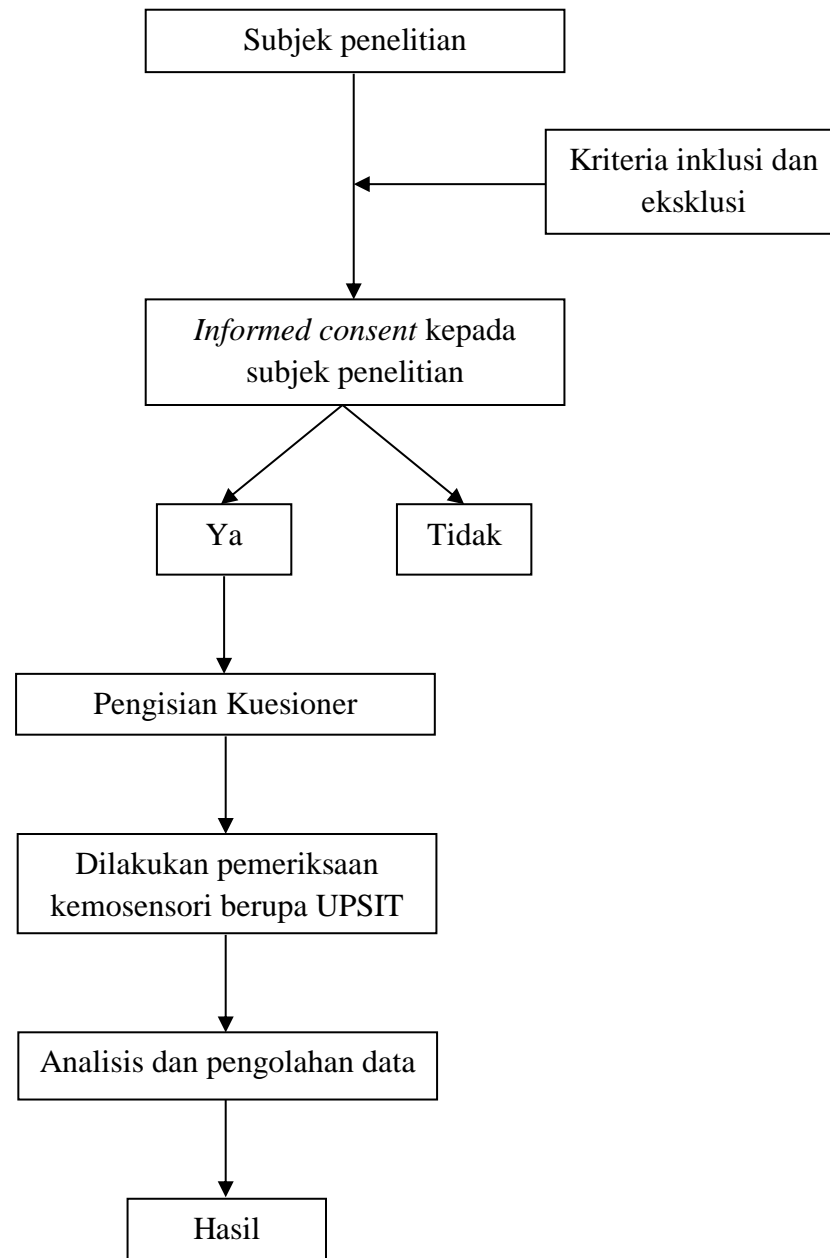 Subjek penelitian
Kriteria inklusi dan
eksklusi
Informed consent kepada
subjek penelitian
Ya
Tidak
Pengisian Kuesioner
Dilakukan pemeriksaan
kemosensori berupa UPSIT
Analisis dan pengolahan data
Hasil